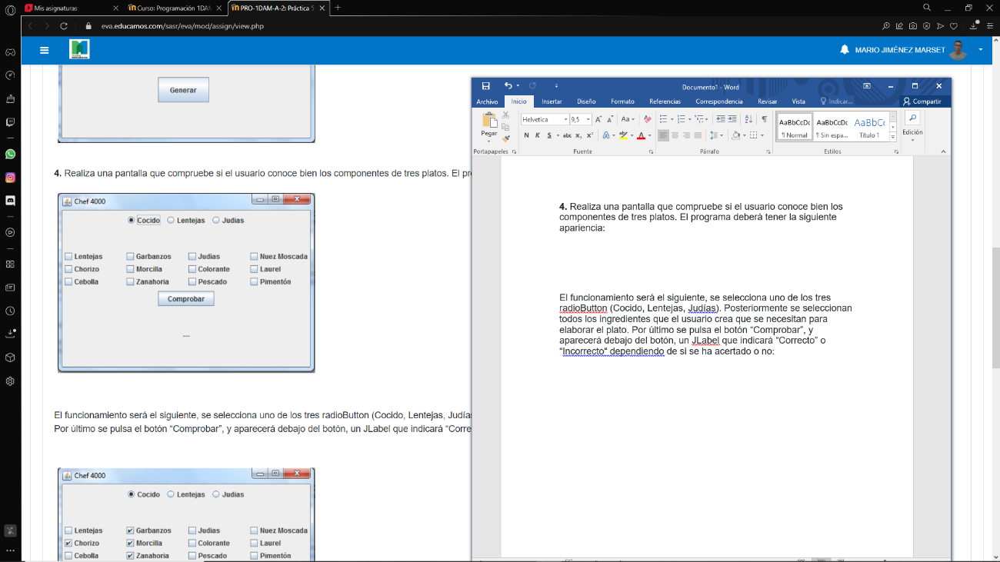 Mis asignaturas
Curso: Programación 1DAM
PRO-1DAM-A-2: Práctica 5
eva.educamos.com/sasr/eva/mod/assign/view.php
MARIO JIMÉNEZ MARSET
Generar
4. Realiza una pantalla que compruebe si el usuario conoce bien los componentes de tres platos. El pr
Chef 4000
Cocido Lentejas Judias
Lentejas Garbanzos Judias Nuez Moscada
Chorizo Morcilla Colorante Laurel
Cebolla Zanahoria Pescado Pimentón
Comprobar
---
El funcionamiento será el siguiente, se selecciona uno de los tres radioButton (Cocido, Lentejas, Judía
Por último se pulsa el botón “Comprobar”, y aparecerá debajo del botón, un JLabel que indicará “Corre
Chef 4000
Cocido Lentejas Judias
Lentejas Garbanzos Judias Nuez Moscada
Chorizo Morcilla Colorante Laurel
Cebolla Zanahoria Pescado Pimentón
Documento1 - Word
Archivo Inicio Insertar Diseño Formato Referencias Correspondencia Revisar Vista Indicar... Compartir
Pegar
Helvetica 9,5
N K S abc x₂ x²
AaBbCcDc AaBbCcDc AaBbCc
¶ Normal ¶ Sin espa... Título 1
Edición
Portapapeles Fuente Párrafo Estilos
4. Realiza una pantalla que compruebe si el usuario conoce bien los
componentes de tres platos. El programa deberá tener la siguiente
apariencia:
El funcionamiento será el siguiente, se selecciona uno de los tres
radioButton (Cocido, Lentejas, Judías). Posteriormente se seleccionan
todos los ingredientes que el usuario crea que se necesitan para
elaborar el plato. Por último se pulsa el botón “Comprobar”, y
aparecerá debajo del botón, un JLabel que indicará “Correcto” o
“Incorrecto“ dependiendo de si se ha acertado o no: